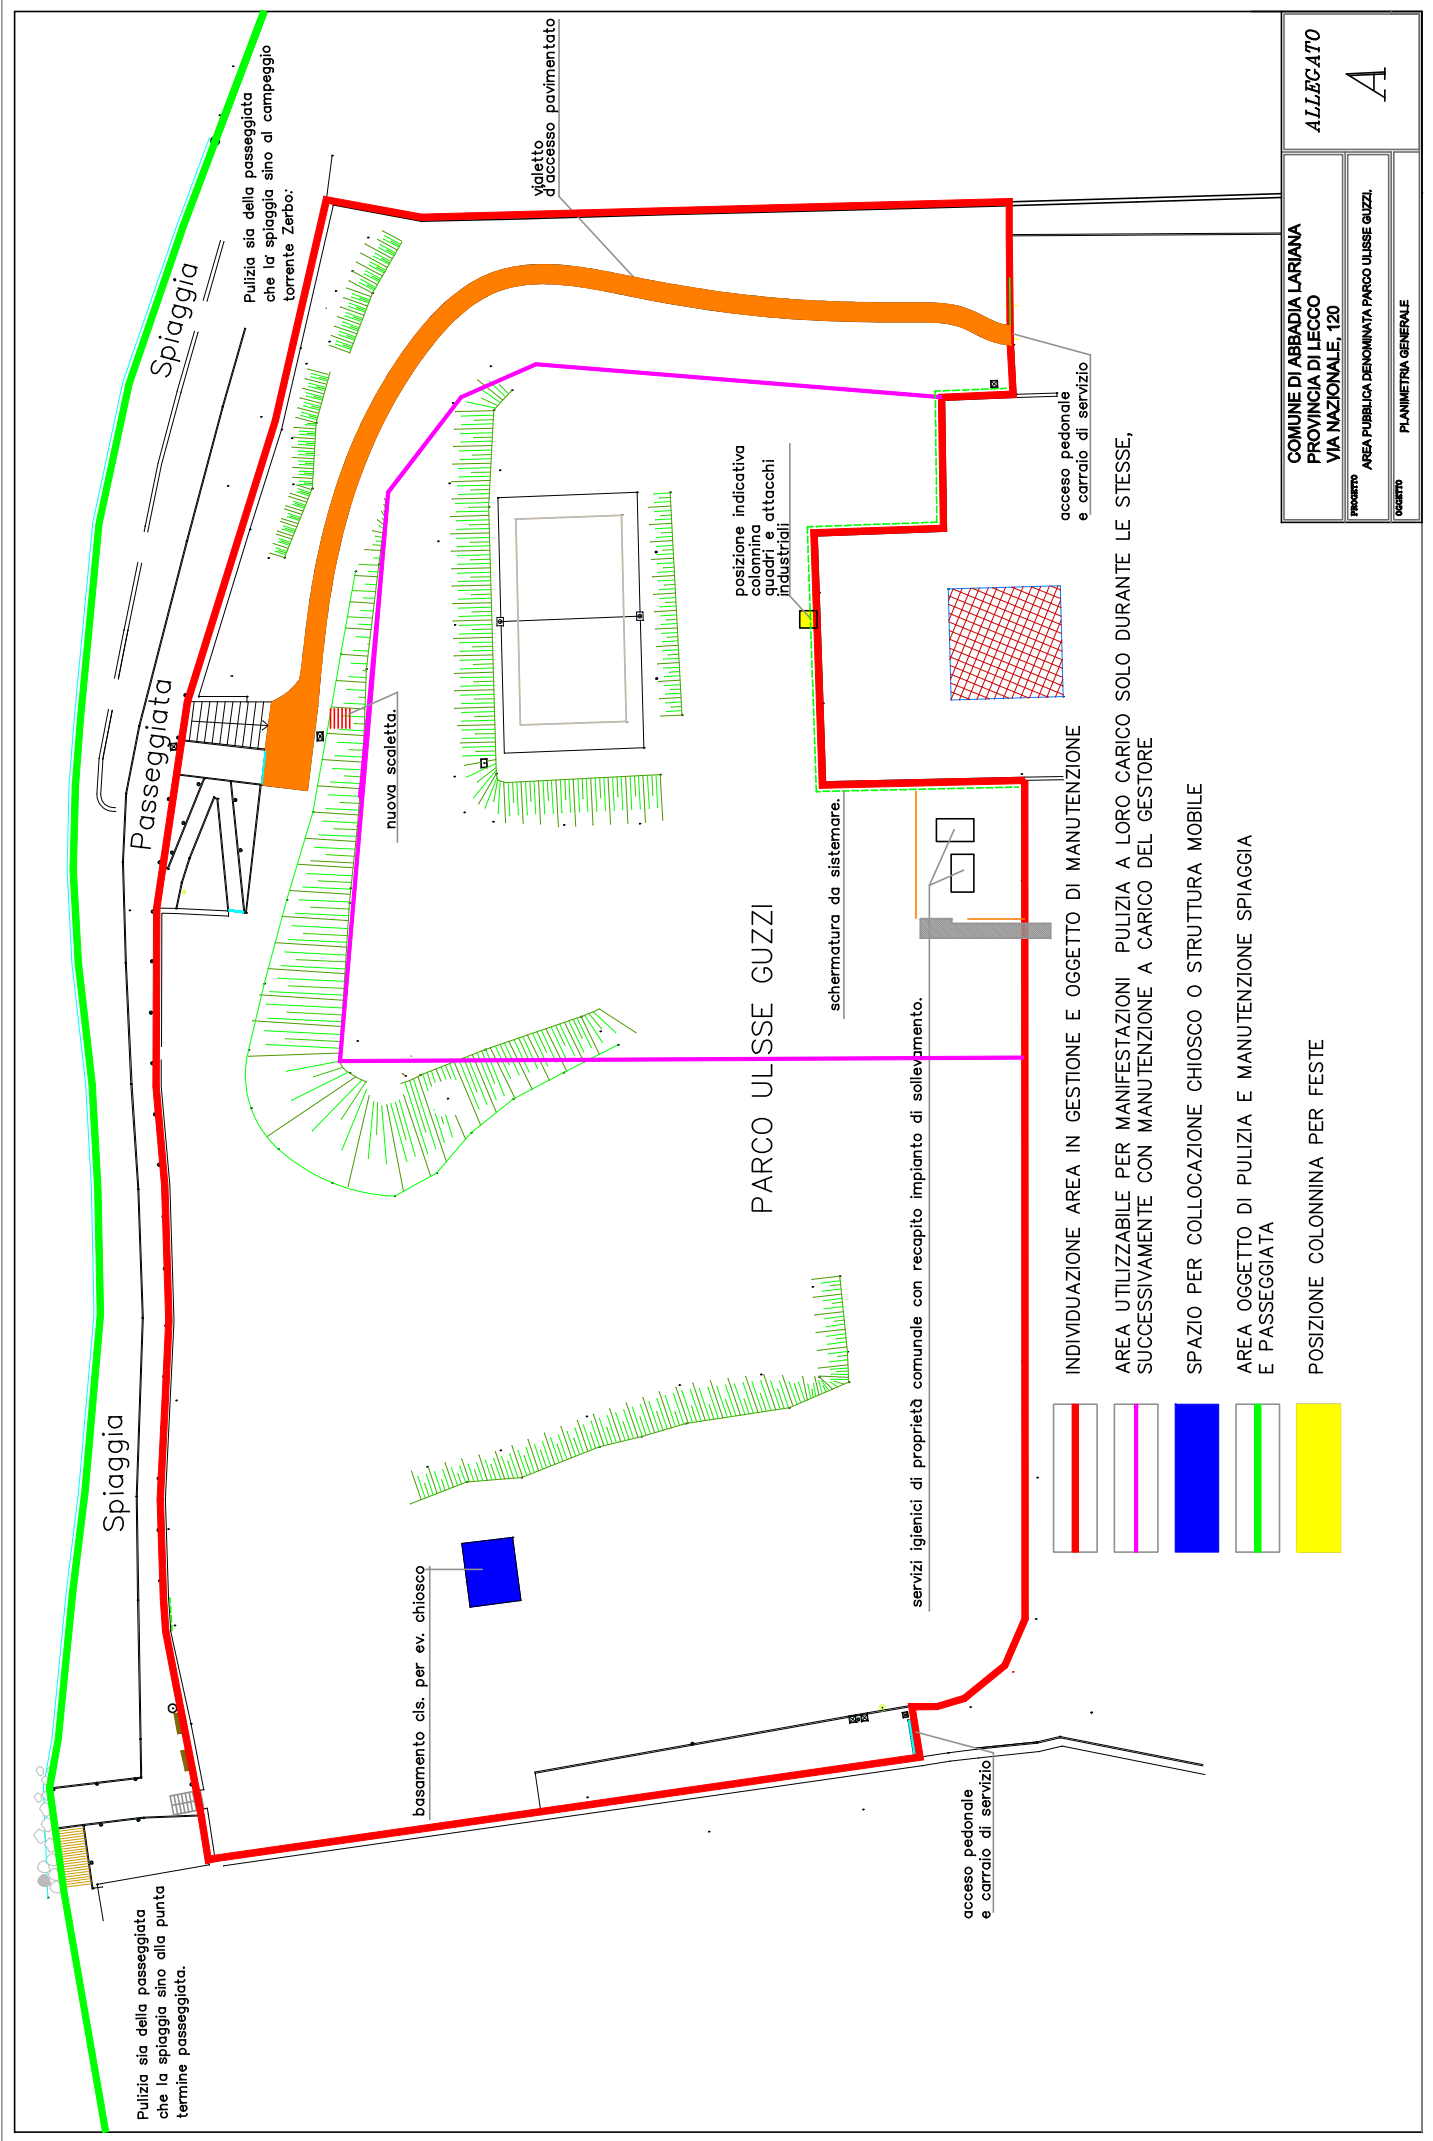 Pulizia sia della passeggiata
che la spiaggia sino alla punta
termine passeggiata.
Spiaggia
Passeggiata
Spiaggia
Pulizia sia della passeggiata
che la spiaggia sino al campeggio
torrente Zerbo:
vialetto
d'accesso pavimentato
nuova scaletta.
basamento cls. per ev. chiosco
posizione indicativa
colonnina
quadri e attacchi
industriali
PARCO ULISSE GUZZI
schermatura da sistemare.
servizi igienici di proprietà comunale con recapito impianto di sollevamento.
acceso pedonale
e carraio di servizio
acceso pedonale
e carraio di servizio
INDIVIDUAZIONE AREA IN GESTIONE E OGGETTO DI MANUTENZIONE
AREA UTILIZZABILE PER MANIFESTAZIONI PULIZIA A LORO CARICO SOLO DURANTE LE STESSE,
SUCCESSIVAMENTE CON MANUTENZIONE A CARICO DEL GESTORE
SPAZIO PER COLLOCAZIONE CHIOSCO O STRUTTURA MOBILE
AREA OGGETTO DI PULIZIA E MANUTENZIONE SPIAGGIA
E PASSEGGIATA
POSIZIONE COLONNINA PER FESTE
COMUNE DI ABBADIA LARIANA
PROVINCIA DI LECCO
VIA NAZIONALE, 120
PROGETTO
AREA PUBBLICA DENOMINATA PARCO ULISSE GUZZI.
OGGETTO
PLANIMETRIA GENERALE
ALLEGATO
A